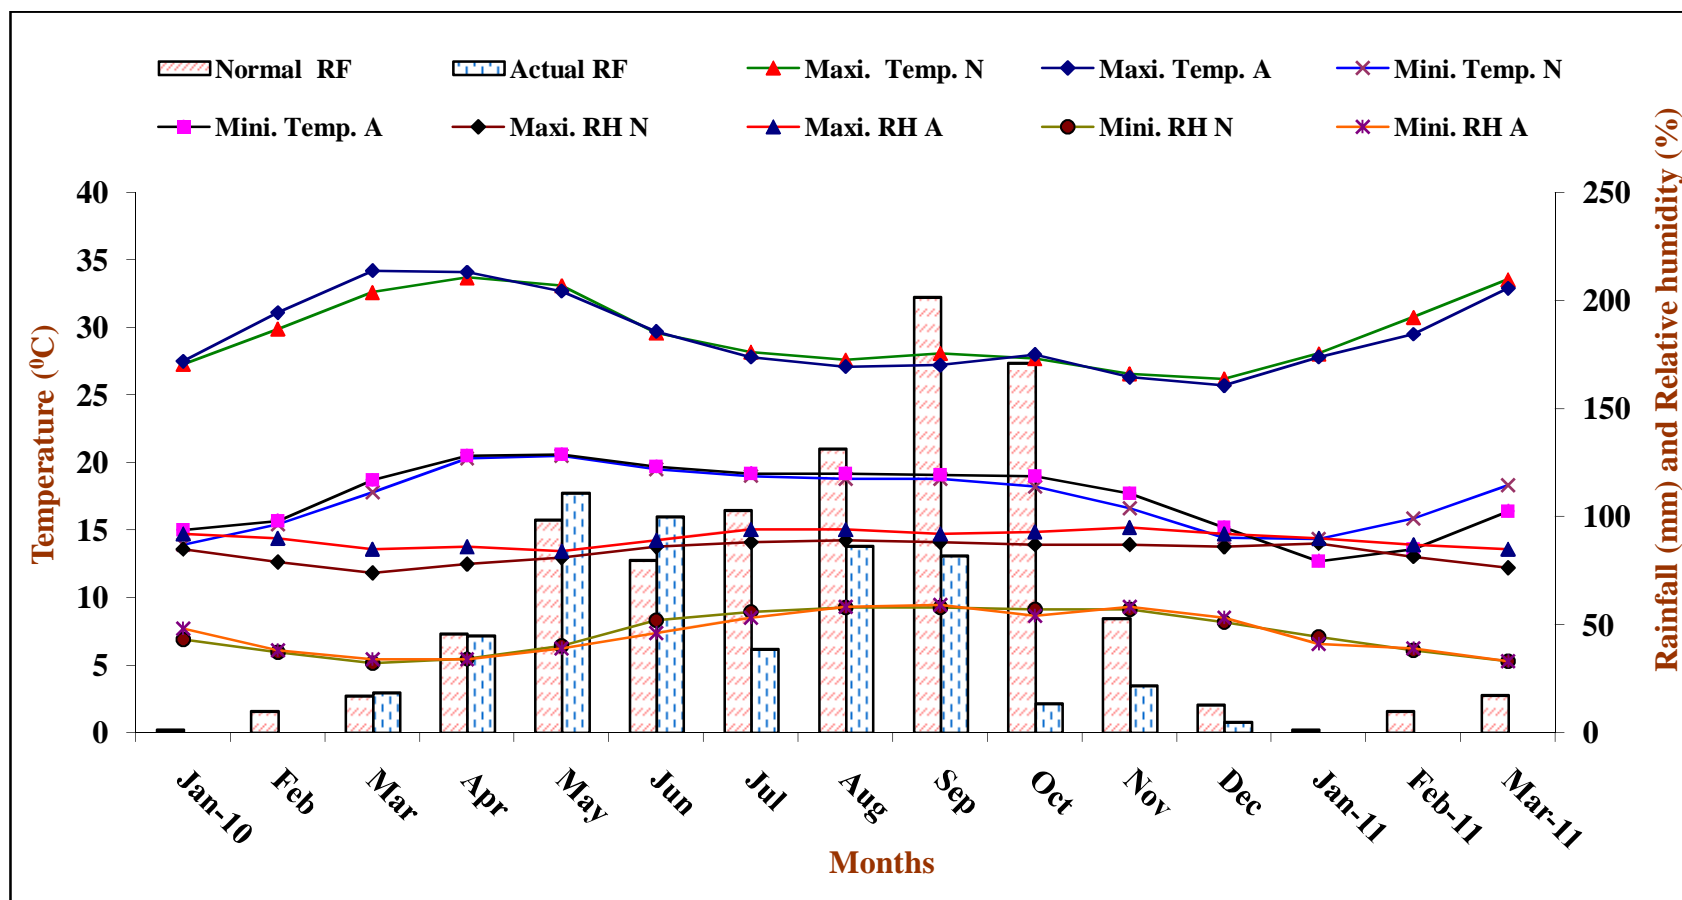 Normal RF Actual RF Maxi. Temp. N Maxi. Temp. A Mini. Temp. N
Mini. Temp. A Maxi. RH N Maxi. RH A Mini. RH N Mini. RH A
Temperature (⁰C)
40
35
30
25
20
15
10
5
0
250
200
150
100
50
0
Rainfall (mm) and Relative humidity (%)
Jan-10 Feb Mar Apr May Jun Jul Aug Sep Oct Nov Dec Jan-11 Feb-11 Mar-11
Months